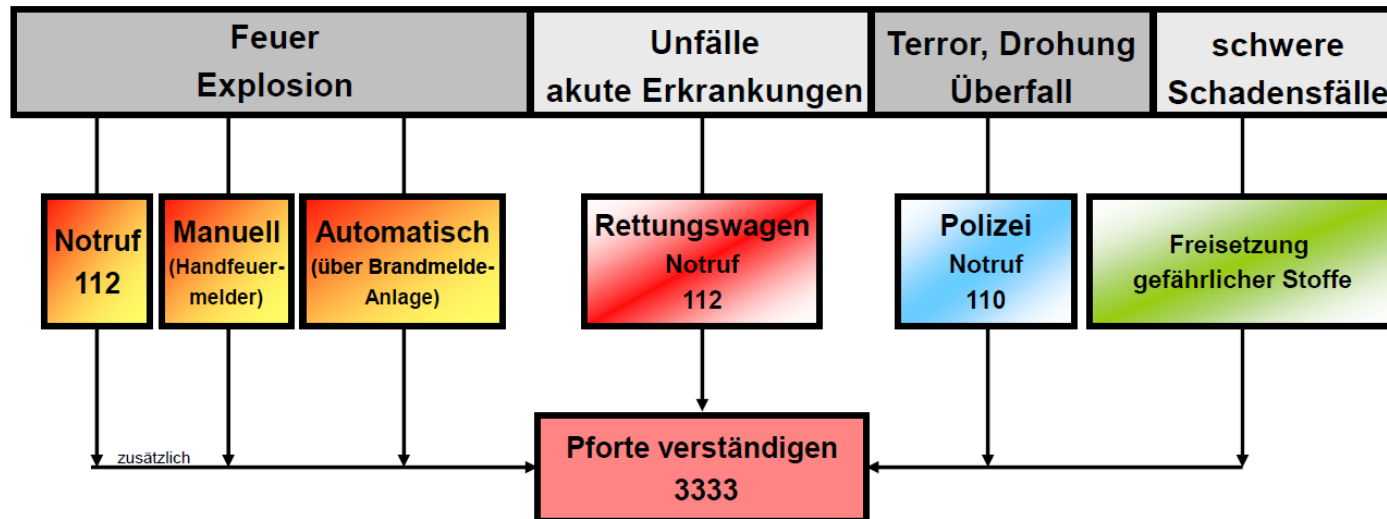 Feuer
Explosion
Unfälle
akute Erkrankungen
Terror, Drohung
Überfall
schwere
Schadensfälle
Notruf
112
Manuell
(Handfeuer-
melder)
Automatisch
(über Brandmelde-
Anlage)
Rettungswagen
Notruf
112
Polizei
Notruf
110
Freisetzung
gefährlicher Stoffe
zusätzlich
Pforte verständigen
3333